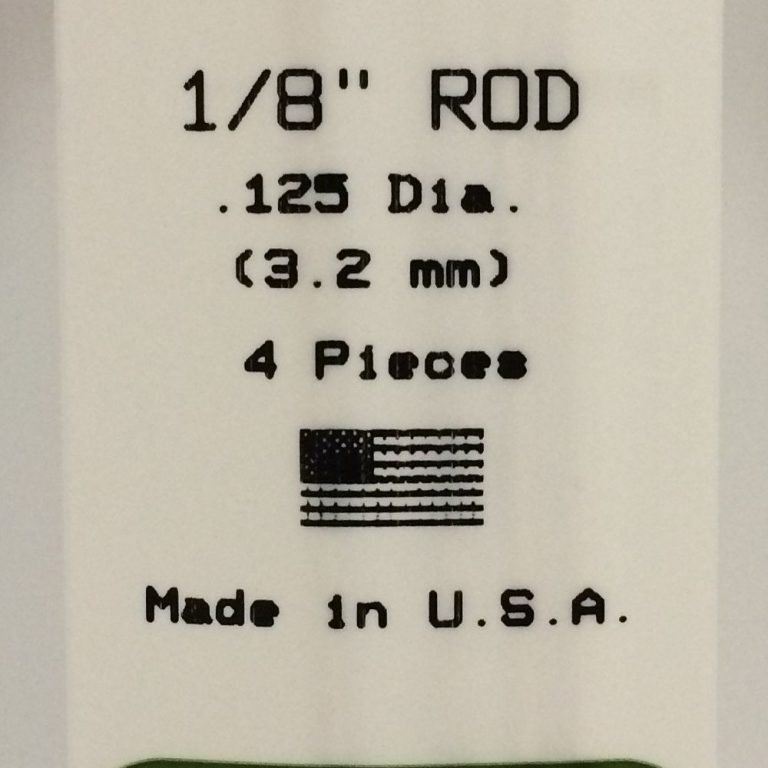 1/8" ROD
.125 Dia.
(3.2 mm)
4 Pieces
Made in U.S.A.